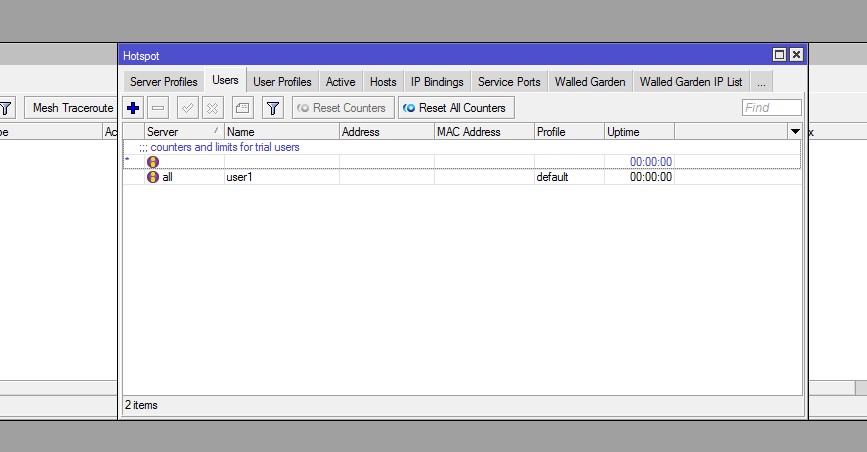 Hotspot
Server Profiles Users User Profiles Active Hosts IP Bindings Service Ports Walled Garden Walled Garden IP List ...
Mesh Traceroute Reset Counters Reset All Counters Find
Server Name Address MAC Address Profile Uptime
;;; counters and limits for trial users
* 00:00:00
all user1 default 00:00:00
2 items